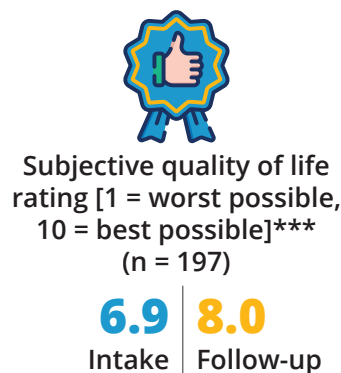 Subjective quality of life
rating [1 = worst possible,
10 = best possible]***
(n = 197)
6.9 8.0
Intake Follow-up